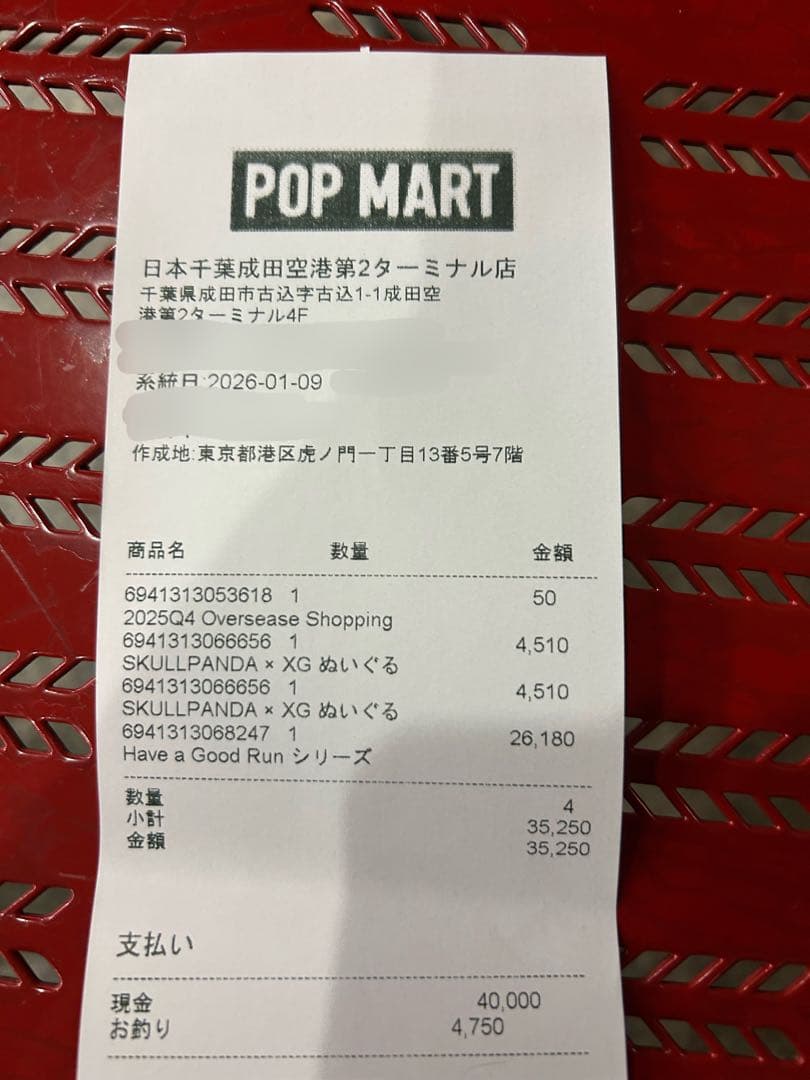 POP MART
日本千葉成田空港第2ターミナル店
千葉県成田市古込字古込1-1成田空
港第2ターミナル4F
系統日:2026-01-09
作成地:東京都港区虎ノ門一丁目13番5号7階
商品名 数量 金額
6941313053618 1 50
2025Q4 Oversease Shopping
6941313066656 1 4,510
SKULLPANDA × XG ぬいぐる
6941313066656 1 4,510
SKULLPANDA × XG ぬいぐる
6941313068247 1 26,180
Have a Good Run シリーズ
数量 4
小計 35,250
金額 35,250
支払い
現金 40,000
お釣り 4,750